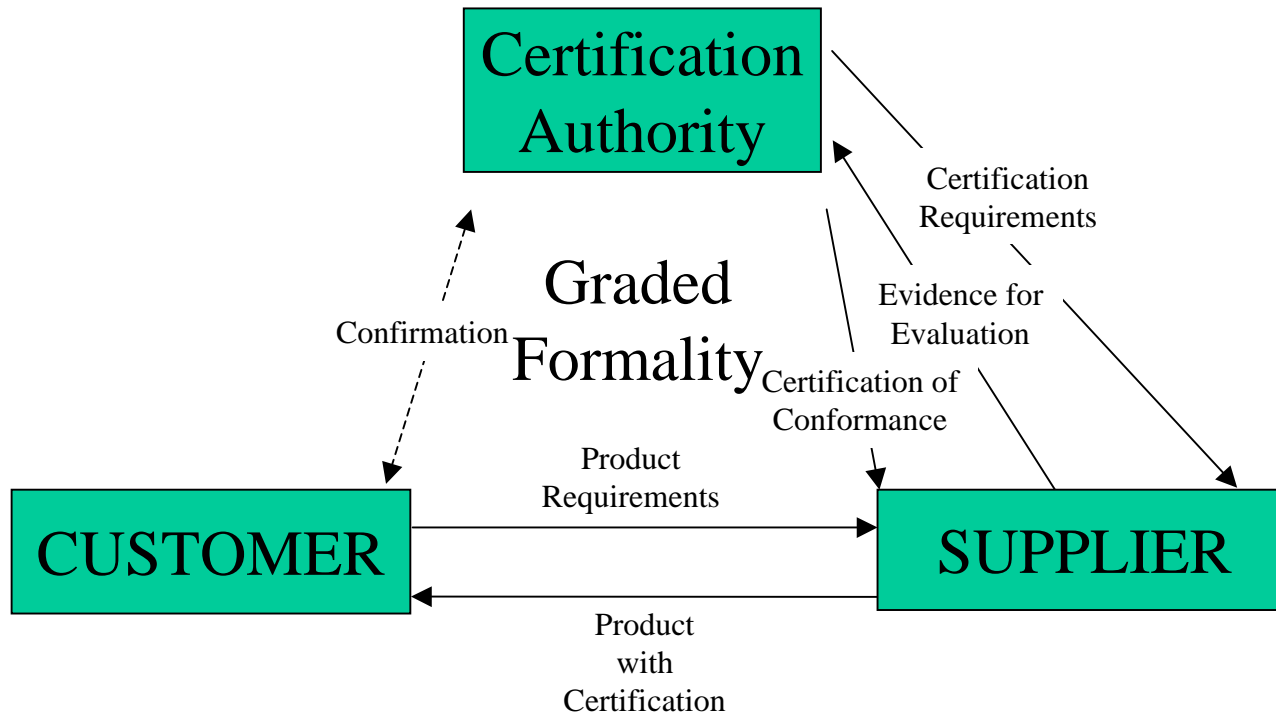 Certification
Authority
Certification
Requirements
Graded
Formality
Evidence for
Evaluation
Confirmation
Certification of
Conformance
Product
Requirements
CUSTOMER
SUPPLIER
Product
with
Certification